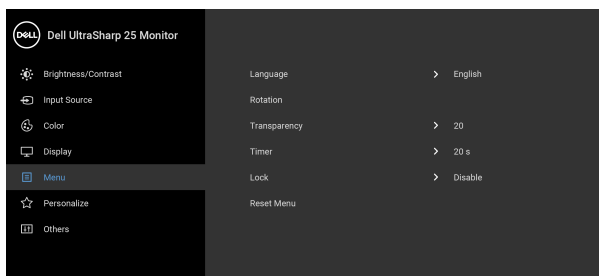 DELL Dell UltraSharp 25 Monitor
Brightness/Contrast
Input Source
Color
Display
Menu
Personalize
Others
Language > English
Rotation
Transparency > 20
Timer > 20 s
Lock > Disable
Reset Menu